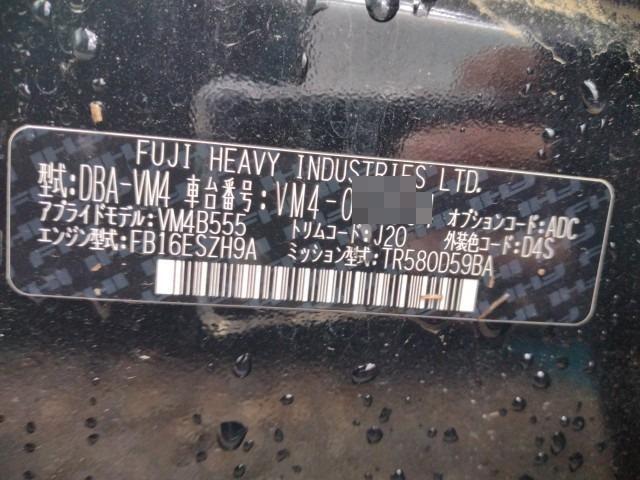 FUJI HEAVY INDUSTRIES LTD.
型式:DBA-VM4 車台番号:VM4-0
アプライドモデル:VM4B555 トリムコード:J20 オプションコード:ADC
エンジン型式:FB16ESZH9A ミッション型式:TR580D59BA 外装色コード:D4S